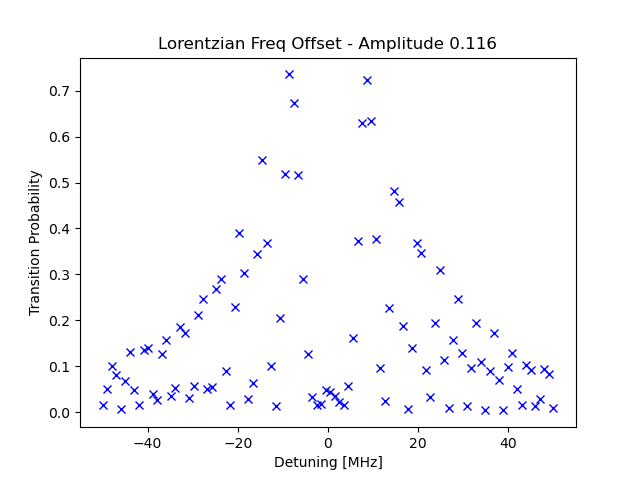 Lorentzian Freq Offset - Amplitude 0.116
Transition Probability
0.7
0.6
0.5
0.4
0.3
0.2
0.1
0.0
−40 −20 0 20 40
Detuning [MHz]